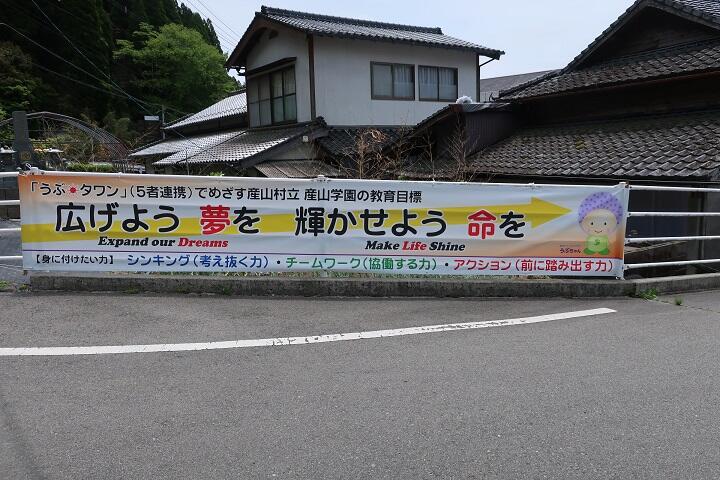 「うぶ タウン」(5者連携)でめざす産山村立 産山学園の教育目標
広げよう 夢を 輝かせよう 命を
Expand our Dreams Make Life Shine
【身に付けたい力】 シンキング(考え抜く力)・チームワーク(協働する力)・アクション(前に踏み出す力)
うぶちゃん